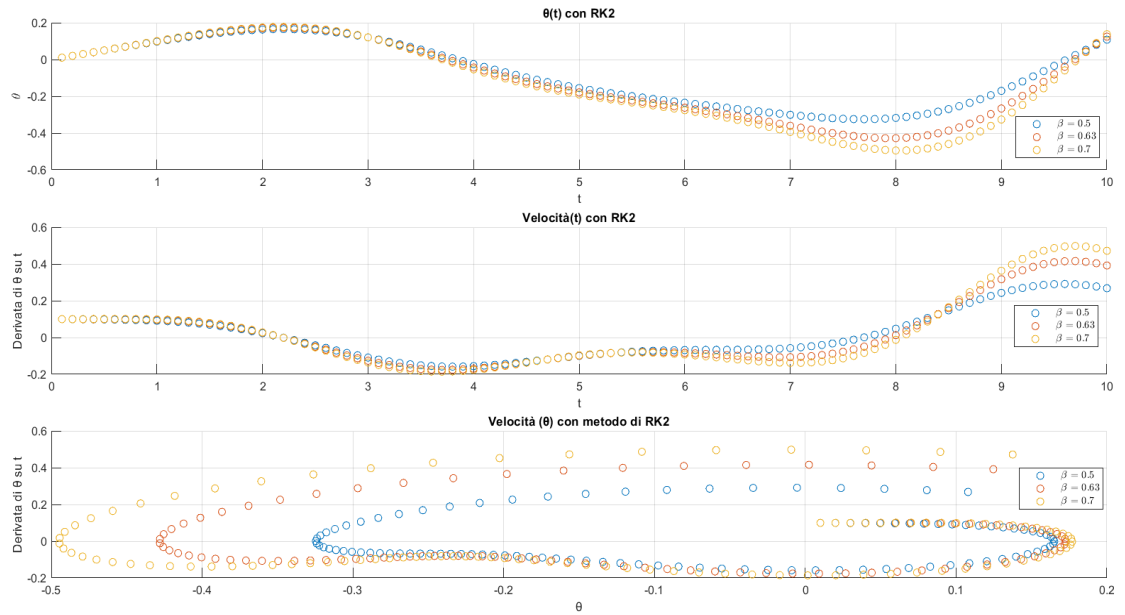 θ(t) con RK2
θ
0.2
0
-0.2
-0.4
-0.6
0 1 2 3 4 5 6 7 8 9 10
t
β = 0.5
β = 0.63
β = 0.7
Velocità(t) con RK2
Derivata di θ su t
0.6
0.4
0.2
0
-0.2
0 1 2 3 4 5 6 7 8 9 10
t
β = 0.5
β = 0.63
β = 0.7
Velocità (θ) con metodo di RK2
Derivata di θ su t
0.6
0.4
0.2
0
-0.2
-0.5 -0.4 -0.3 -0.2 -0.1 0 0.1 0.2
θ
β = 0.5
β = 0.63
β = 0.7